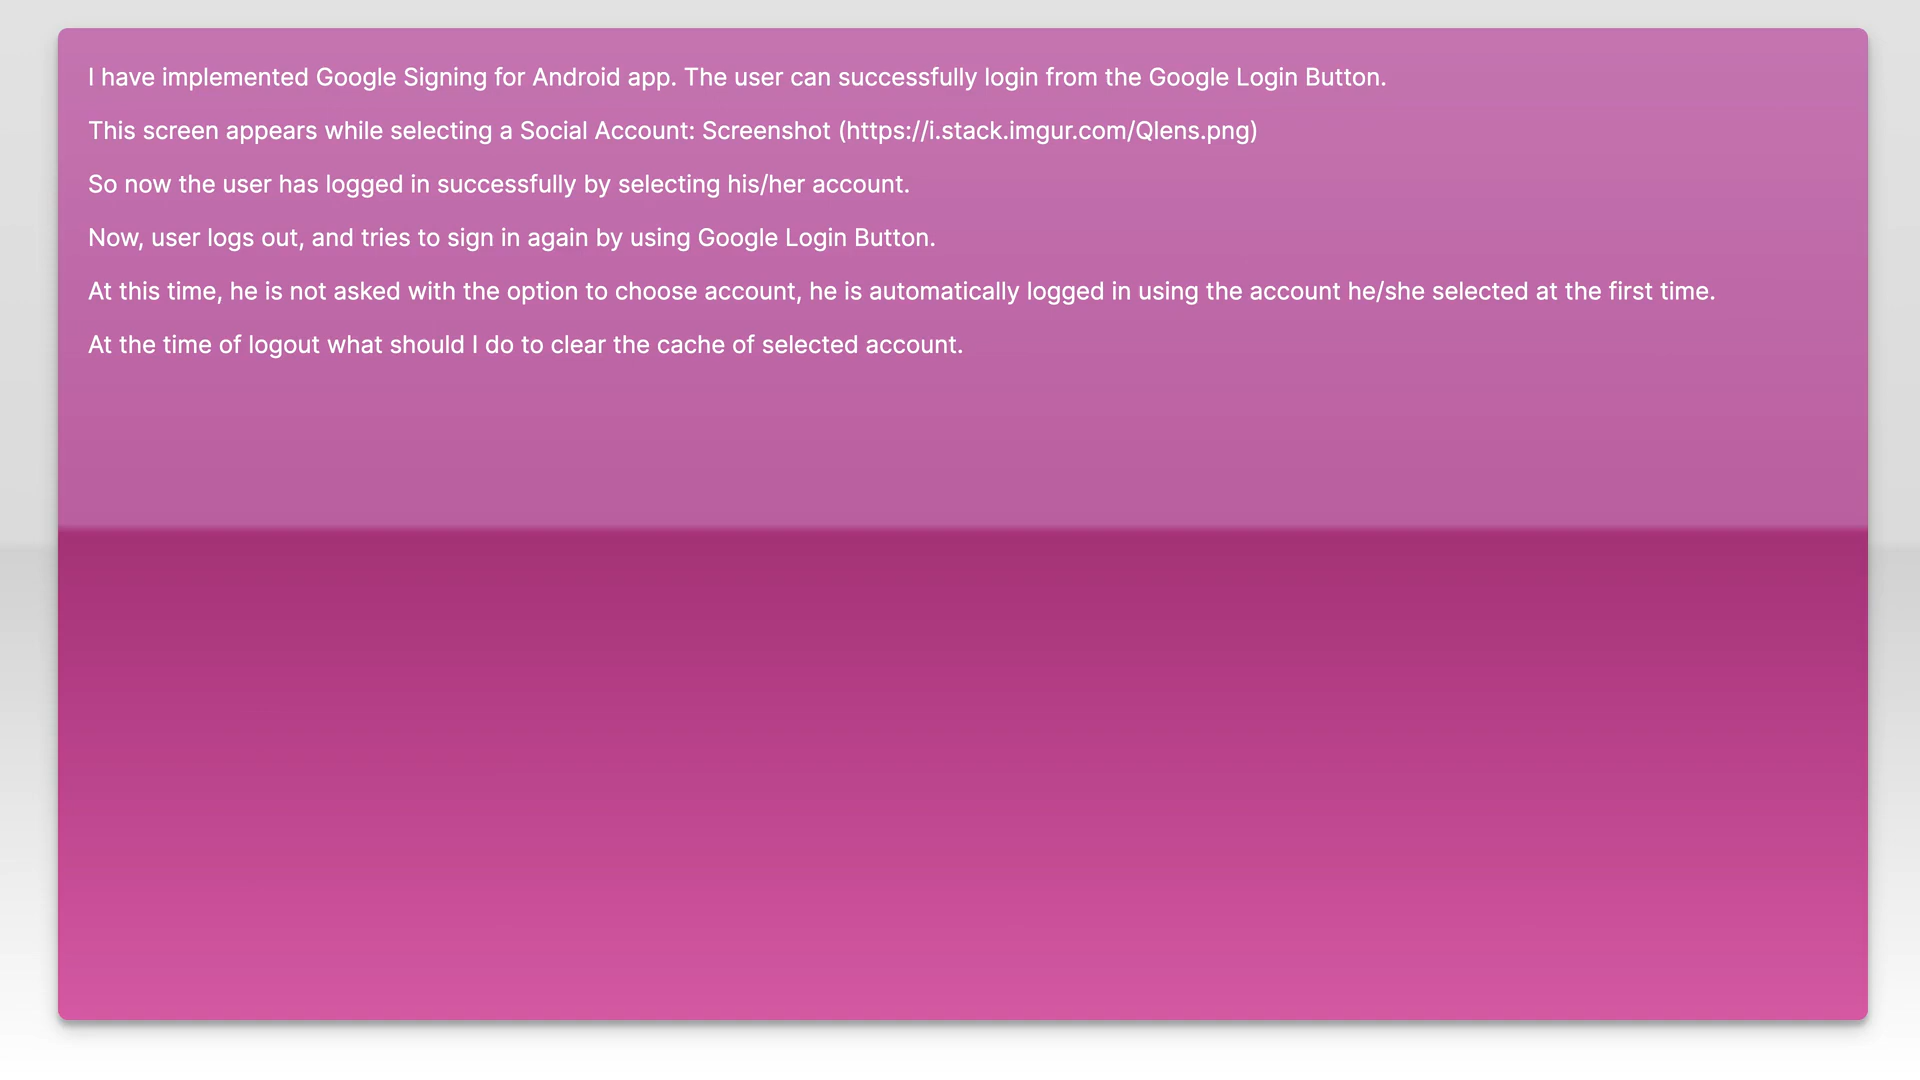 I have implemented Google Signing for Android app. The user can successfully login from the Google Login Button.
This screen appears while selecting a Social Account: Screenshot (https://i.stack.imgur.com/Qlens.png)
So now the user has logged in successfully by selecting his/her account.
Now, user logs out, and tries to sign in again by using Google Login Button.
At this time, he is not asked with the option to choose account, he is automatically logged in using the account he/she selected at the first time.
At the time of logout what should I do to clear the cache of selected account.